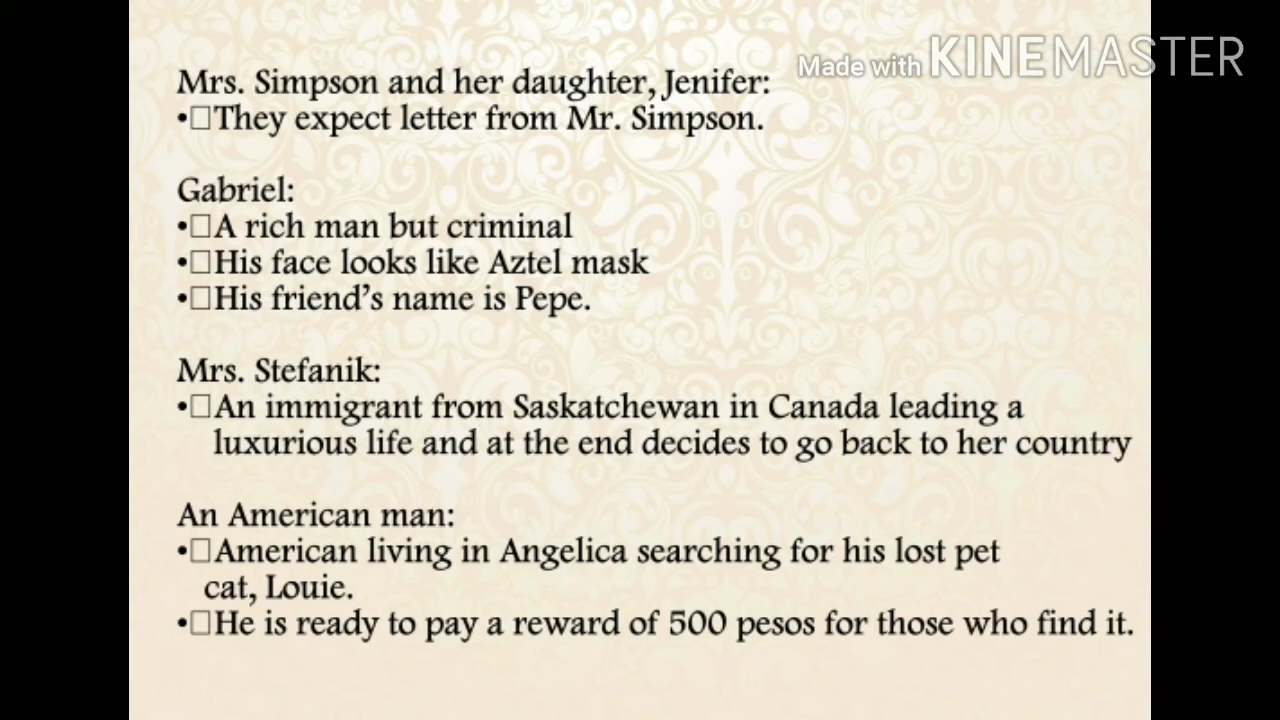 Made with KINEMASTER
Mrs. Simpson and her daughter, Jenifer:
•□They expect letter from Mr. Simpson.
Gabriel:
•□A rich man but criminal
•□His face looks like Aztel mask
•□His friend’s name is Pepe.
Mrs. Stefanik:
•□An immigrant from Saskatchewan in Canada leading a
luxurious life and at the end decides to go back to her country
An American man:
•□American living in Angelica searching for his lost pet
cat, Louie.
•□He is ready to pay a reward of 500 pesos for those who find it.